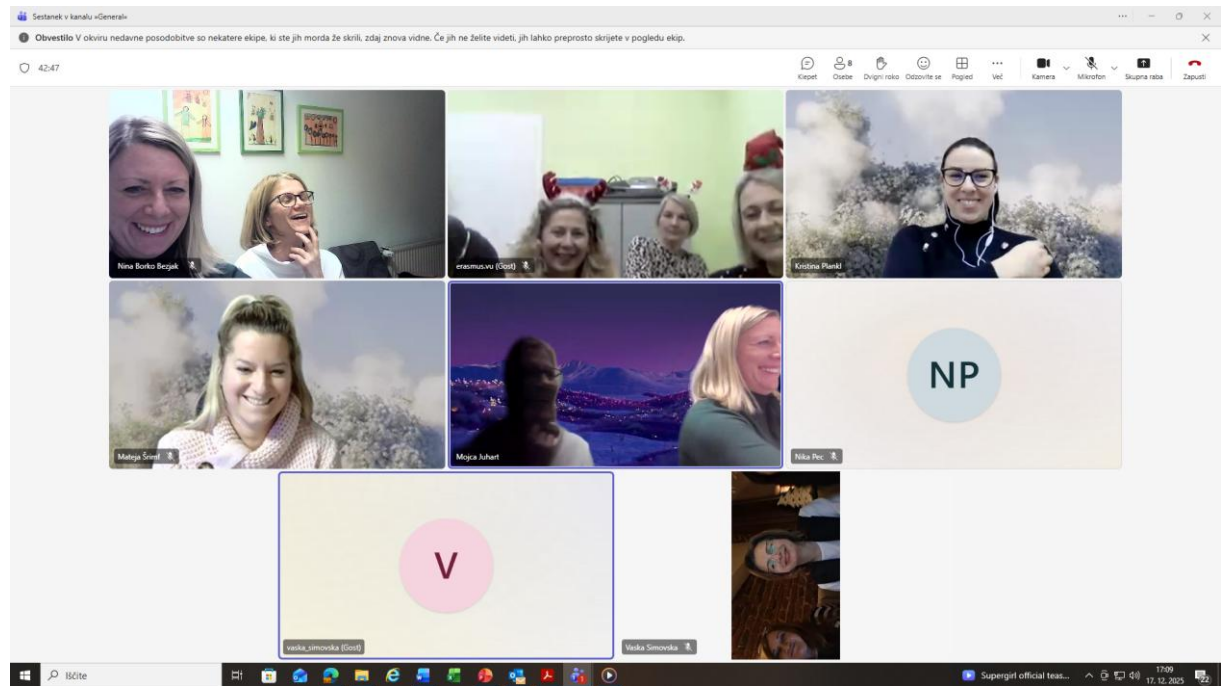 Sestanek v kanalu »General«
Obvestilo V okviru nedavne posodobitve so nekatere ekipe, ki ste jih morda že skrili, zdaj znova vidne. Če jih ne želite videti, jih lahko preprosto skrijete v pogledu ekip.
42:47
8
Klepet Osebe Dvigni roko Odzovite se Pogled Več Kamera Mikrofon Skupna raba Zapusti
Nina Borko Bezjak
erasmus.vu (Gost)
Kristina Plankl
Mateja Šrimf
Mojca Juhart
NP
Nika Pec
V
vaska_simovska (Gost)
Vaska Simovska
Iščite
Supergirl official teas...
17:09
17. 12. 2025
22